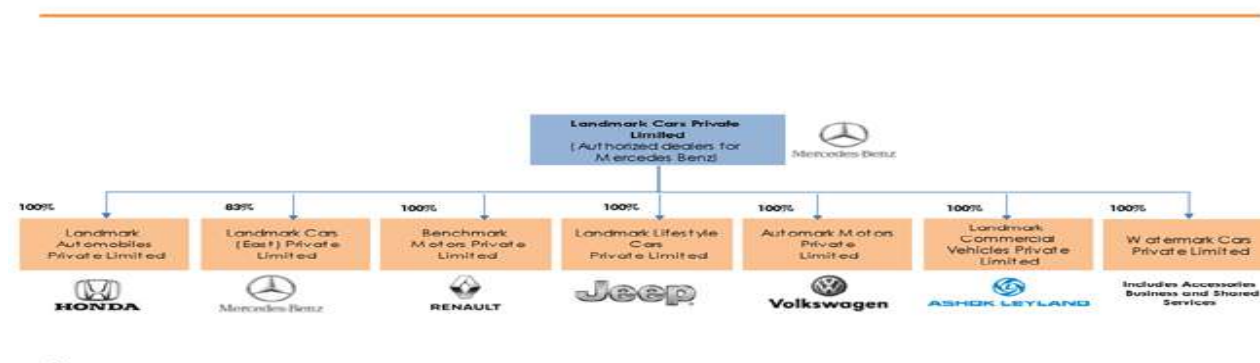 Landmark Cars Private
Limited
(Authorized dealers for
Mercedes Benz)
Mercedes-Benz
100%
83%
100%
100%
100%
100%
100%
Landmark
Automobiles
Private Limited
Landmark Cars
(East) Private
Limited
Benchmark
Motors Private
Limited
Landmark Lifestyle
Cars
Private Limited
Automark Motors
Private
Limited
Landmark
Commercial
Vehicles Private
Limited
Watermark Cars
Private Limited
HONDA
Mercedes-Benz
RENAULT
Jeep
Volkswagen
ASHOK LEYLAND
Includes Accessories
Business and Shared
Services